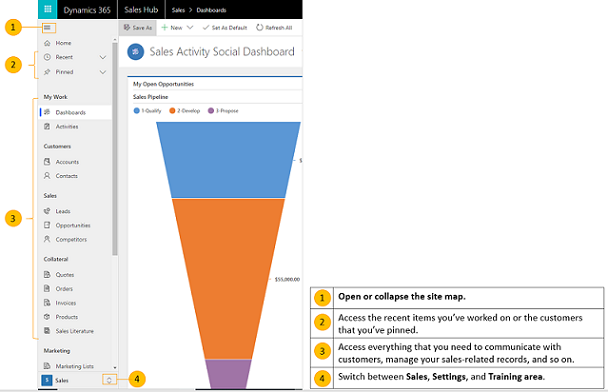 Dynamics 365
Sales Hub
Sales > Dashboards
1
Save As
New
Set As Default
Refresh All
Home
2
Recent
Pinned
Sales Activity Social Dashboard
My Work
Dashboards
Activities
Customers
Accounts
Contacts
Sales
3
Leads
Opportunities
Competitors
Collateral
Quotes
Orders
Invoices
Products
Sales Literature
Marketing
Marketing Lists
S
Sales
4
My Open Opportunities
Sales Pipeline
1-Qualify
2-Develop
3-Propose
$
$55,000.00
1 Open or collapse the site map.
2 Access the recent items you've worked on or the customers
that you've pinned.
3 Access everything that you need to communicate with
customers, manage your sales-related records, and so on.
4 Switch between Sales, Settings, and Training area.